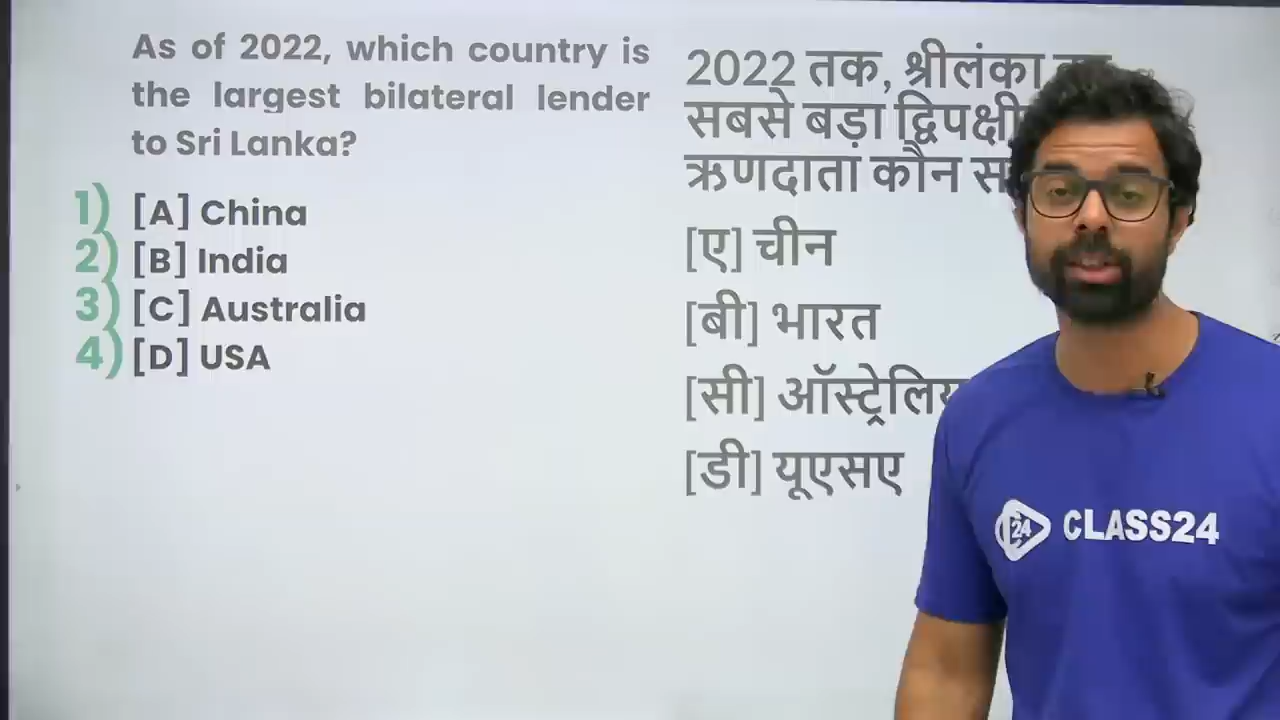 As of 2022, which country is
the largest bilateral lender
to Sri Lanka?
1) [A] China
2) [B] India
3) [C] Australia
4) [D] USA
2022 तक, श्रीलंका
सबसे बड़ा द्विपक्षी
ऋणदाता कौन
[ए] चीन
[बी] भारत
[सी]
[डी] यूएसए
24 CLASS24